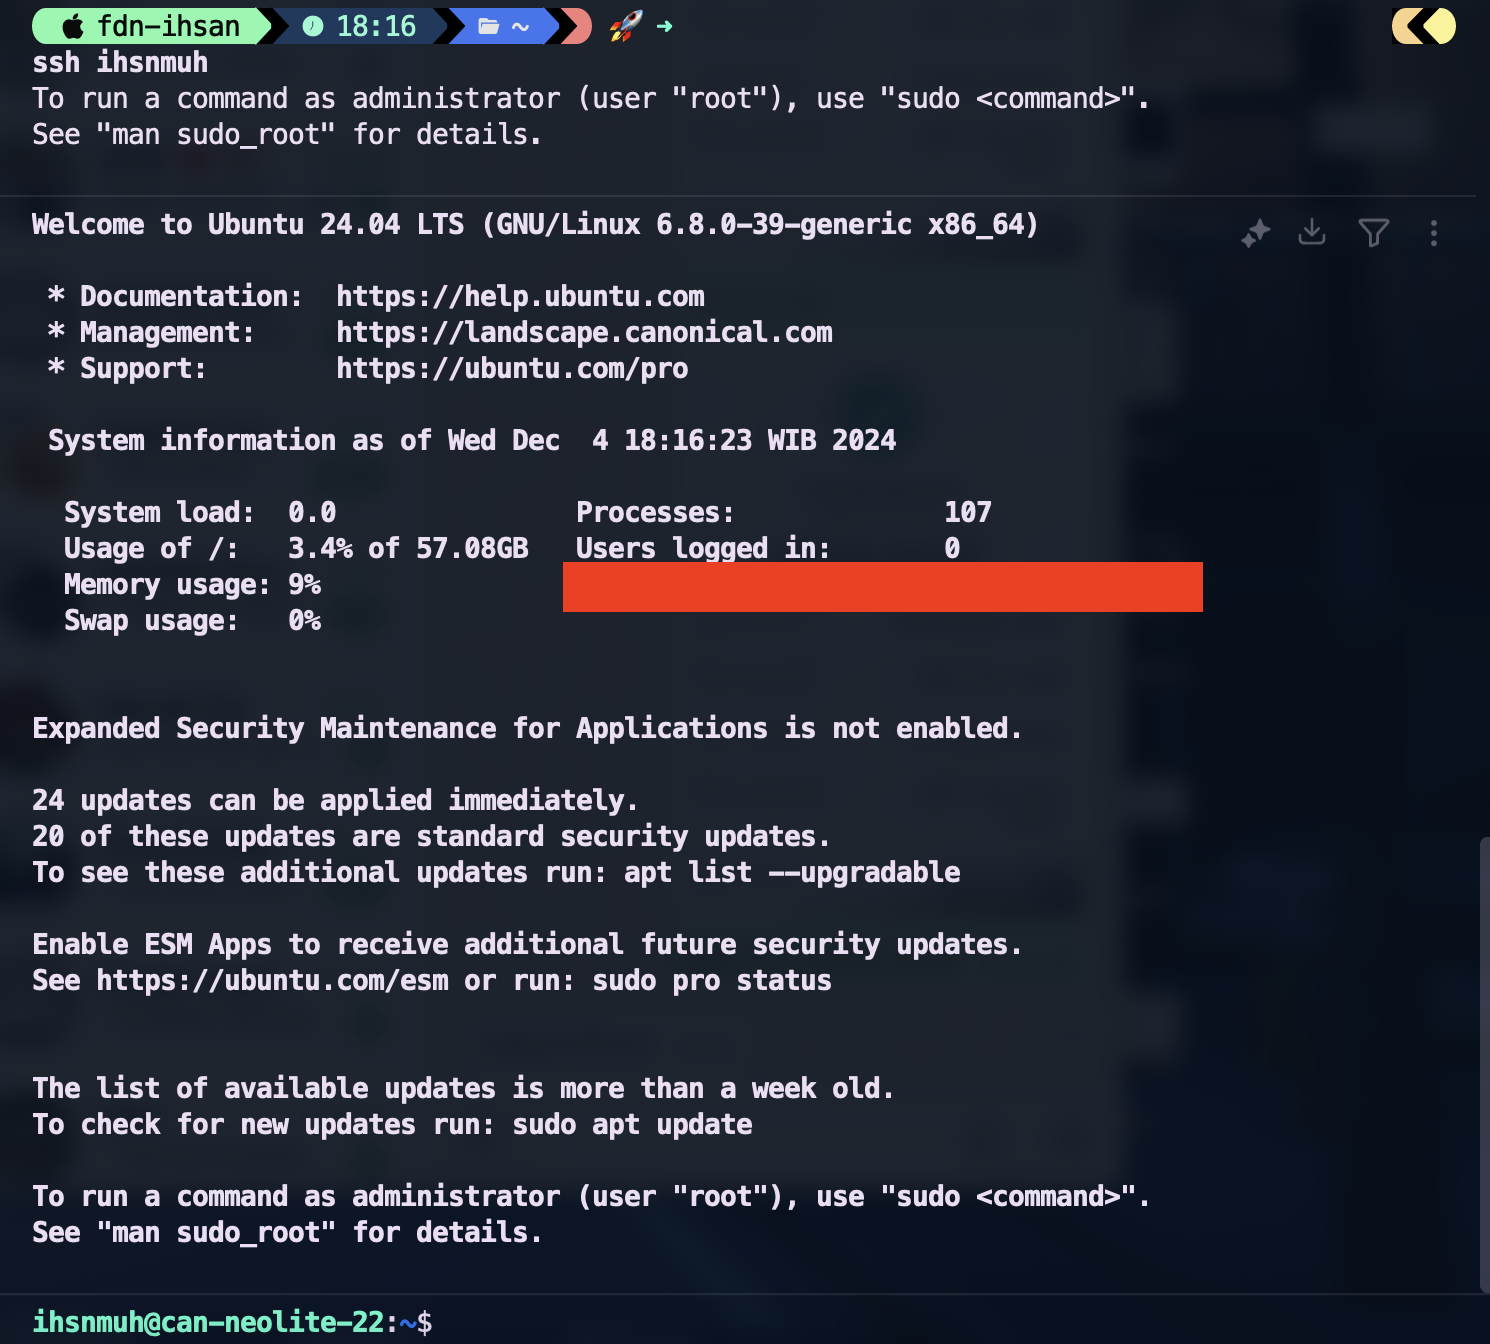 fdn-ihsan 18:16 ~
ssh ihsnmuh
To run a command as administrator (user "root"), use "sudo <command>".
See "man sudo_root" for details.
Welcome to Ubuntu 24.04 LTS (GNU/Linux 6.8.0-39-generic x86_64)
* Documentation:  https://help.ubuntu.com
* Management:     https://landscape.canonical.com
* Support:        https://ubuntu.com/pro
System information as of Wed Dec  4 18:16:23 WIB 2024
System load:  0.0               Processes:             107
Usage of /:   3.4% of 57.08GB   Users logged in:       0
Memory usage: 9%
Swap usage:   0%
Expanded Security Maintenance for Applications is not enabled.
24 updates can be applied immediately.
20 of these updates are standard security updates.
To see these additional updates run: apt list --upgradable
Enable ESM Apps to receive additional future security updates.
See https://ubuntu.com/esm or run: sudo pro status
The list of available updates is more than a week old.
To check for new updates run: sudo apt update
To run a command as administrator (user "root"), use "sudo <command>".
See "man sudo_root" for details.
ihsnmuh@can-neolite-22:~$